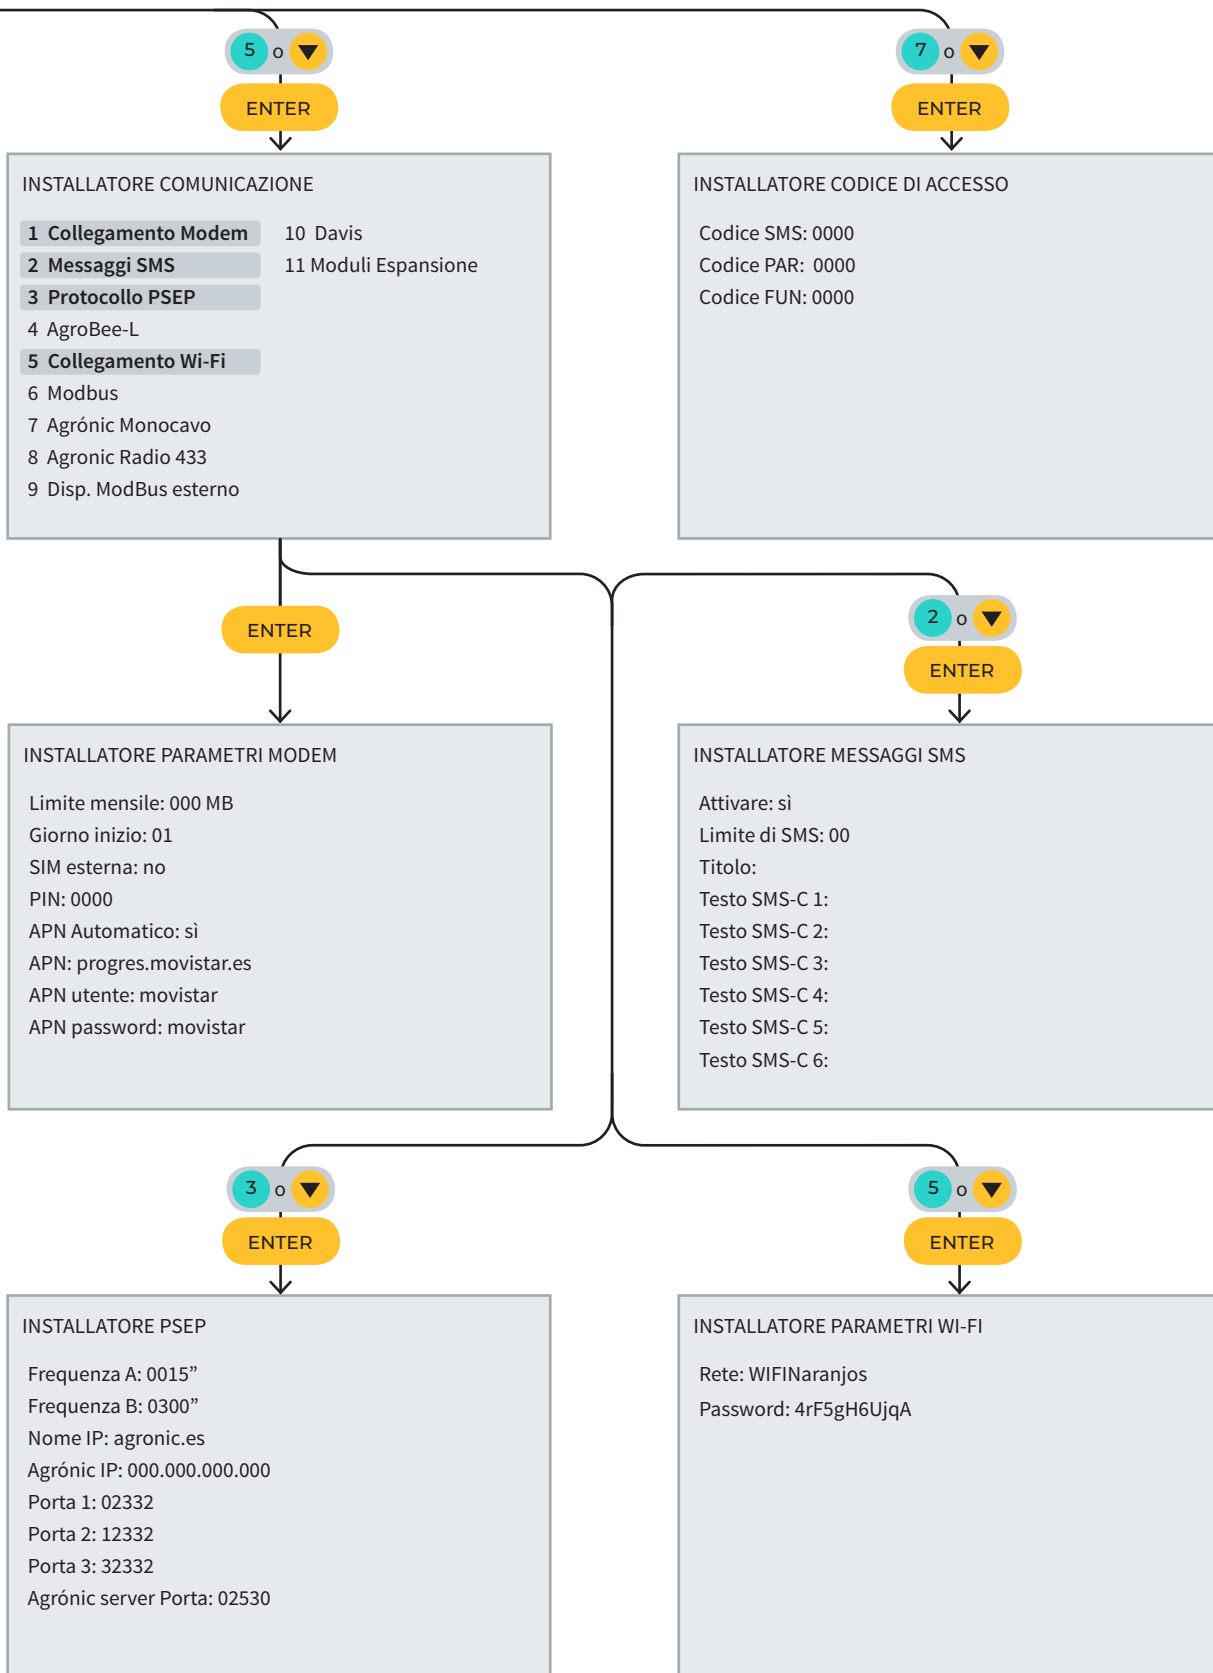 5 o
ENTER
7 o
ENTER
INSTALLATORE COMUNICAZIONE
1 Collegamento Modem
2 Messaggi SMS
3 Protocollo PSEP
4 AgroBee-L
5 Collegamento Wi-Fi
6 Modbus
7 Agrónic Monocavo
8 Agronic Radio 433
9 Disp. ModBus esterno
10 Davis
11 Moduli Espansione
INSTALLATORE CODICE DI ACCESSO
Codice SMS: 0000
Codice PAR: 0000
Codice FUN: 0000
ENTER
2 o
ENTER
INSTALLATORE PARAMETRI MODEM
Limite mensile: 000 MB
Giorno inizio: 01
SIM esterna: no
PIN: 0000
APN Automatico: sì
APN: progres.movistar.es
APN utente: movistar
APN password: movistar
INSTALLATORE MESSAGGI SMS
Attivare: sì
Limite di SMS: 00
Titolo:
Testo SMS-C 1:
Testo SMS-C 2:
Testo SMS-C 3:
Testo SMS-C 4:
Testo SMS-C 5:
Testo SMS-C 6:
3 o
ENTER
5 o
ENTER
INSTALLATORE PSEP
Frequenza A: 0015”
Frequenza B: 0300”
Nome IP: agronic.es
Agrónic IP: 000.000.000.000
Porta 1: 02332
Porta 2: 12332
Porta 3: 32332
Agrónic server Porta: 02530
INSTALLATORE PARAMETRI WI-FI
Rete: WIFINaranjos
Password: 4rF5gH6UjqA